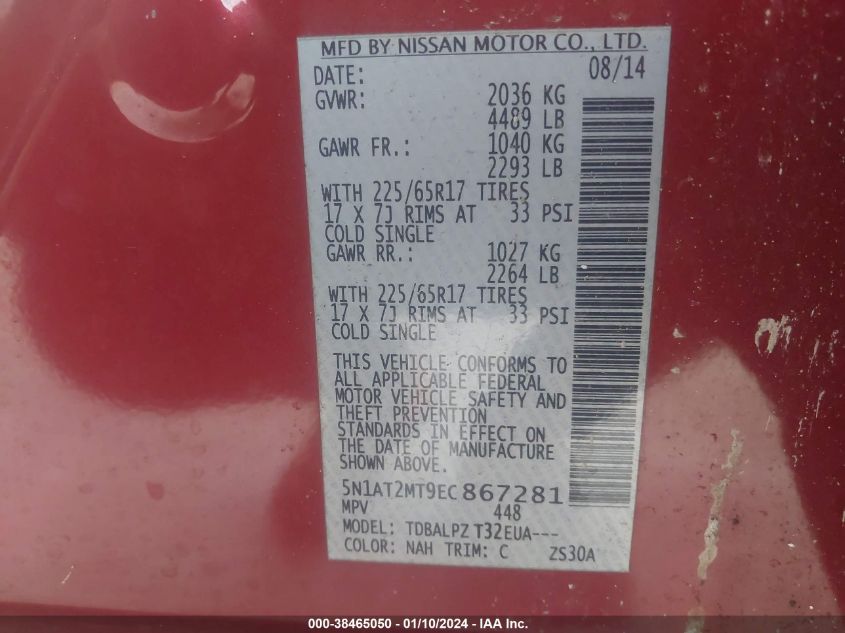 MFD BY NISSAN MOTOR CO., LTD.
DATE: 08/14
GVWR: 2036 KG
4489 LB
GAWR FR.: 1040 KG
2293 LB
WITH 225/65R17 TIRES
17 X 7J RIMS AT 33 PSI
COLD SINGLE
GAWR RR.: 1027 KG
2264 LB
WITH 225/65R17 TIRES
17 X 7J RIMS AT 33 PSI
COLD SINGLE
THIS VEHICLE CONFORMS TO
ALL APPLICABLE FEDERAL
MOTOR VEHICLE SAFETY AND
THEFT PREVENTION
STANDARDS IN EFFECT ON
THE DATE OF MANUFACTURE
SHOWN ABOVE.
5N1AT2MT9EC867281
MPV 448
MODEL: TDBALPZ T32EUA---
COLOR: NAH TRIM: C ZS30A
000-38465050 - 01/10/2024 - IAA Inc.